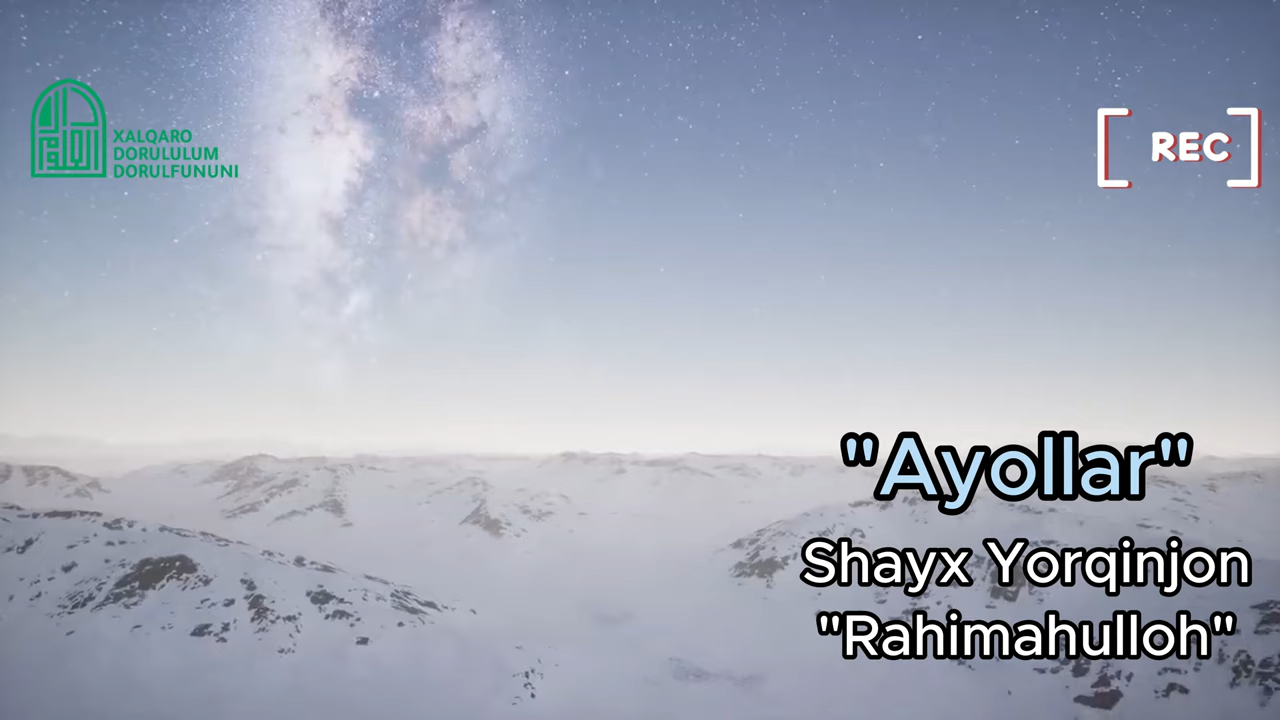 XALQARO
DORULULUM
DORULFUNUNI
[ REC ]
"Ayollar"
Shayx Yorqinjon
"Rahimahulloh"